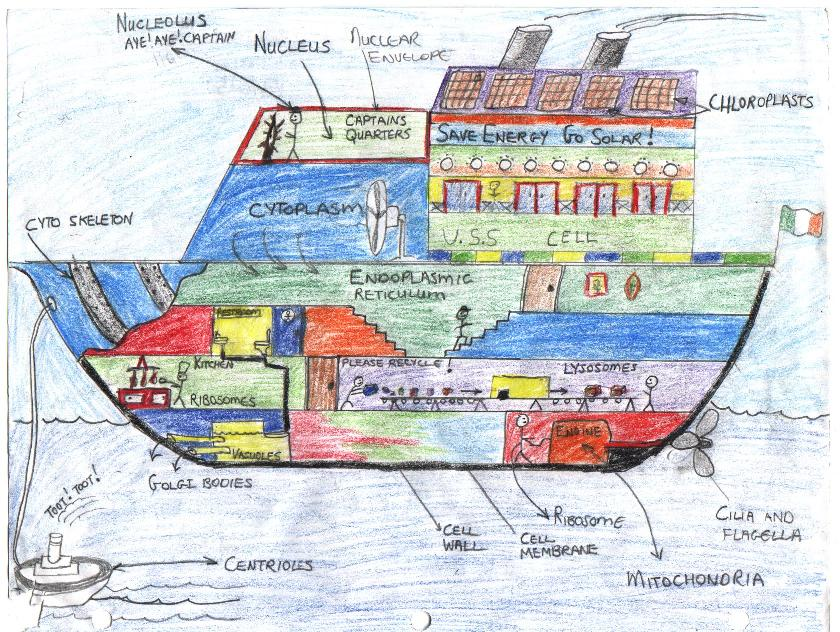 NUCLEOLUS
AYE! AYE! CAPTAIN
NUCLEUS
NUCLEAR
ENVELOPE
CAPTAINS
QUARTERS
CHLOROPLASTS
SAVE ENERGY GO SOLAR!
CYTOPLASM
CYTO SKELETON
U.S.S CELL
ENDOPLASMIC
RETICULUM
RESTROOM
KITCHEN
RIBOSOMES
PLEASE RECYCLE!
LYSOSOMES
VACUOLES
ENGINE
GOLGI BODIES
TOOT! TOOT!
CENTRIOLES
CELL
WALL
CELL
MEMBRANE
RIBOSOME
MITOCHONDRIA
CILIA AND
FLAGELLA